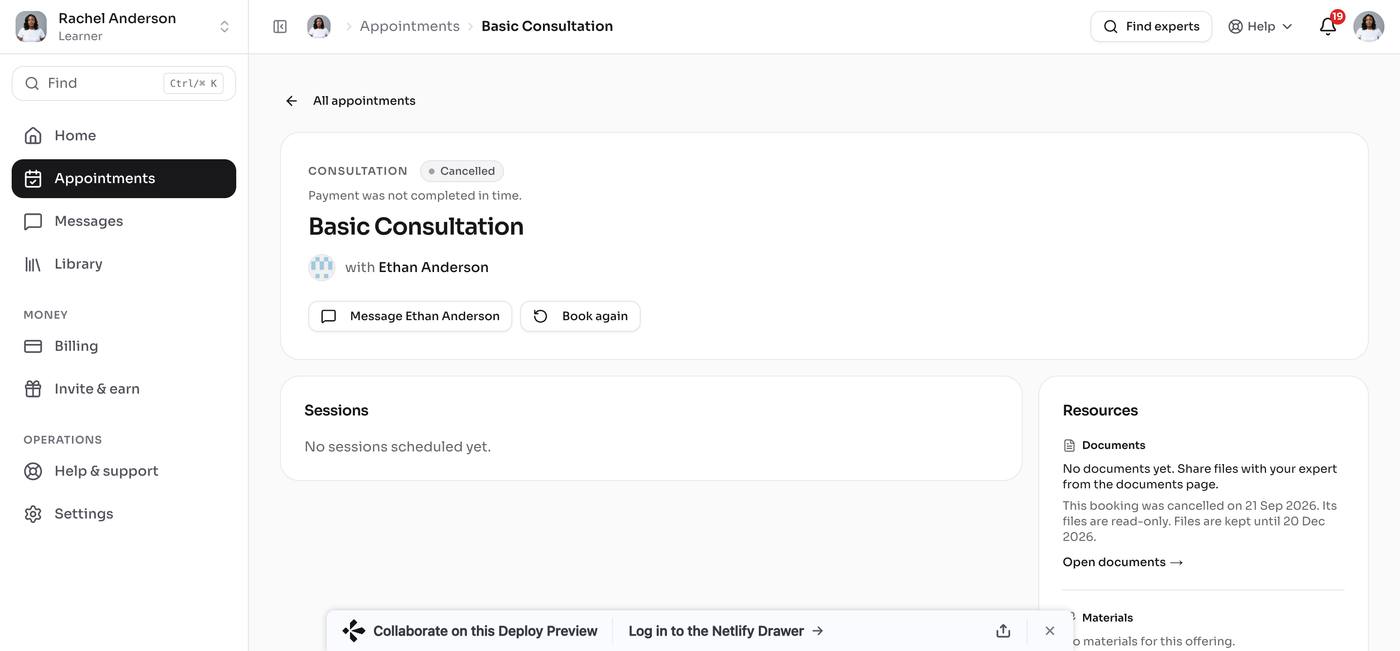 Rachel Anderson
Learner
Find
Ctrl/⌘ K
Home
Appointments
Messages
Library
MONEY
Billing
Invite & earn
OPERATIONS
Help & support
Settings
Appointments
Basic Consultation
Find experts
Help
19
All appointments
CONSULTATION
Cancelled
Payment was not completed in time.
Basic Consultation
with Ethan Anderson
Message Ethan Anderson
Book again
Sessions
No sessions scheduled yet.
Resources
Documents
No documents yet. Share files with your expert
from the documents page.
This booking was cancelled on 21 Sep 2026. Its
files are read-only. Files are kept until 20 Dec
2026.
Open documents →
Materials
materials for this offering.
Collaborate on this Deploy Preview
Log in to the Netlify Drawer →